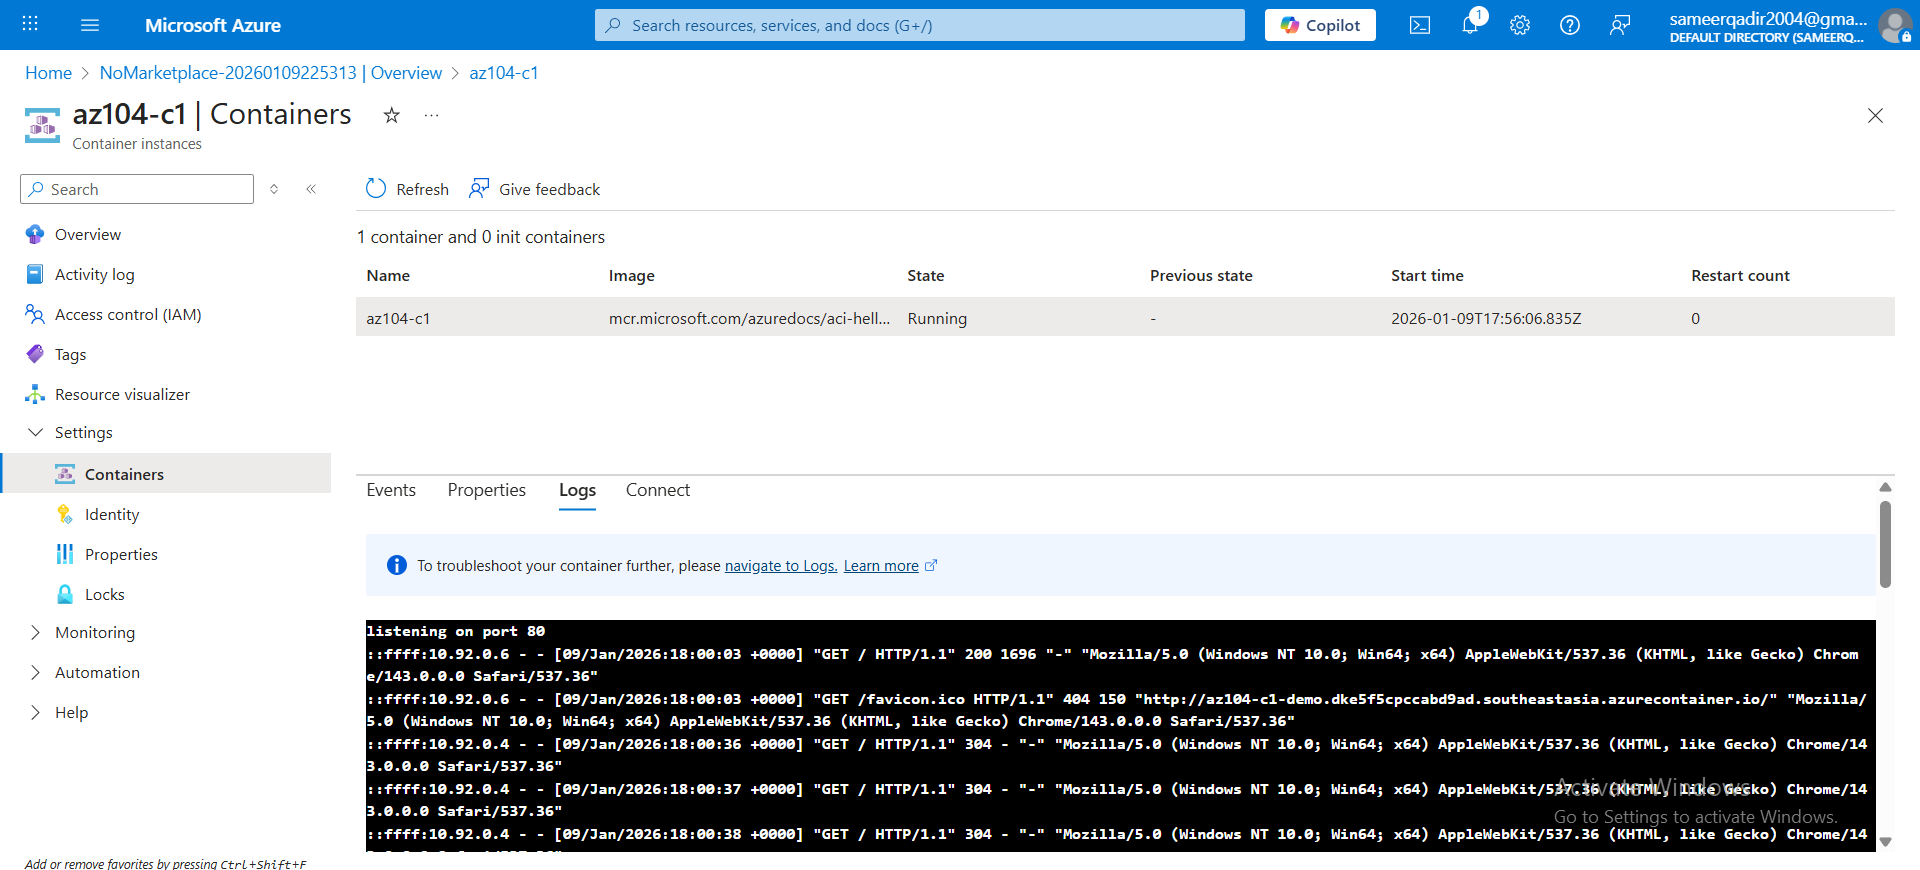 Microsoft Azure
Search resources, services, and docs (G+/)
Copilot
1
sameerqadir2004@gma...
DEFAULT DIRECTORY (SAMEERQ...
Home > NoMarketplace-20260109225313 | Overview > az104-c1
az104-c1 | Containers
Container instances
Search
Overview
Activity log
Access control (IAM)
Tags
Resource visualizer
Settings
Containers
Identity
Properties
Locks
Monitoring
Automation
Help
Add or remove favorites by pressing Ctrl+Shift+F
Refresh
Give feedback
1 container and 0 init containers
Name Image State Previous state Start time Restart count
az104-c1 mcr.microsoft.com/azuredocs/aci-hell... Running - 2026-01-09T17:56:06.835Z 0
Events Properties Logs Connect
To troubleshoot your container further, please navigate to Logs. Learn more
listening on port 80
::ffff:10.92.0.6 - - [09/Jan/2026:18:00:03 +0000] "GET / HTTP/1.1" 200 1696 "-" "Mozilla/5.0 (Windows NT 10.0; Win64; x64) AppleWebKit/537.36 (KHTML, like Gecko) Chrom
e/143.0.0.0 Safari/537.36"
::ffff:10.92.0.6 - - [09/Jan/2026:18:00:03 +0000] "GET /favicon.ico HTTP/1.1" 404 150 "http://az104-c1-demo.dke5f5cpccabd9ad.southeastasia.azurecontainer.io/" "Mozilla/
5.0 (Windows NT 10.0; Win64; x64) AppleWebKit/537.36 (KHTML, like Gecko) Chrome/143.0.0.0 Safari/537.36"
::ffff:10.92.0.4 - - [09/Jan/2026:18:00:36 +0000] "GET / HTTP/1.1" 304 - "-" "Mozilla/5.0 (Windows NT 10.0; Win64; x64) AppleWebKit/537.36 (KHTML, like Gecko) Chrome/14
3.0.0.0 Safari/537.36"
::ffff:10.92.0.4 - - [09/Jan/2026:18:00:37 +0000] "GET / HTTP/1.1" 304 - "-" "Mozilla/5.0 (Windows NT 10.0; Win64; x64) AppleWebKit/537.36 (KHTML, like Gecko) Chrome/14
3.0.0.0 Safari/537.36"
::ffff:10.92.0.4 - - [09/Jan/2026:18:00:38 +0000] "GET / HTTP/1.1" 304 - "-" "Mozilla/5.0 (Windows NT 10.0; Win64; x64) AppleWebKit/537.36 (KHTML, like Gecko) Chrome/14
Activate Windows
Go to Settings to activate Windows.